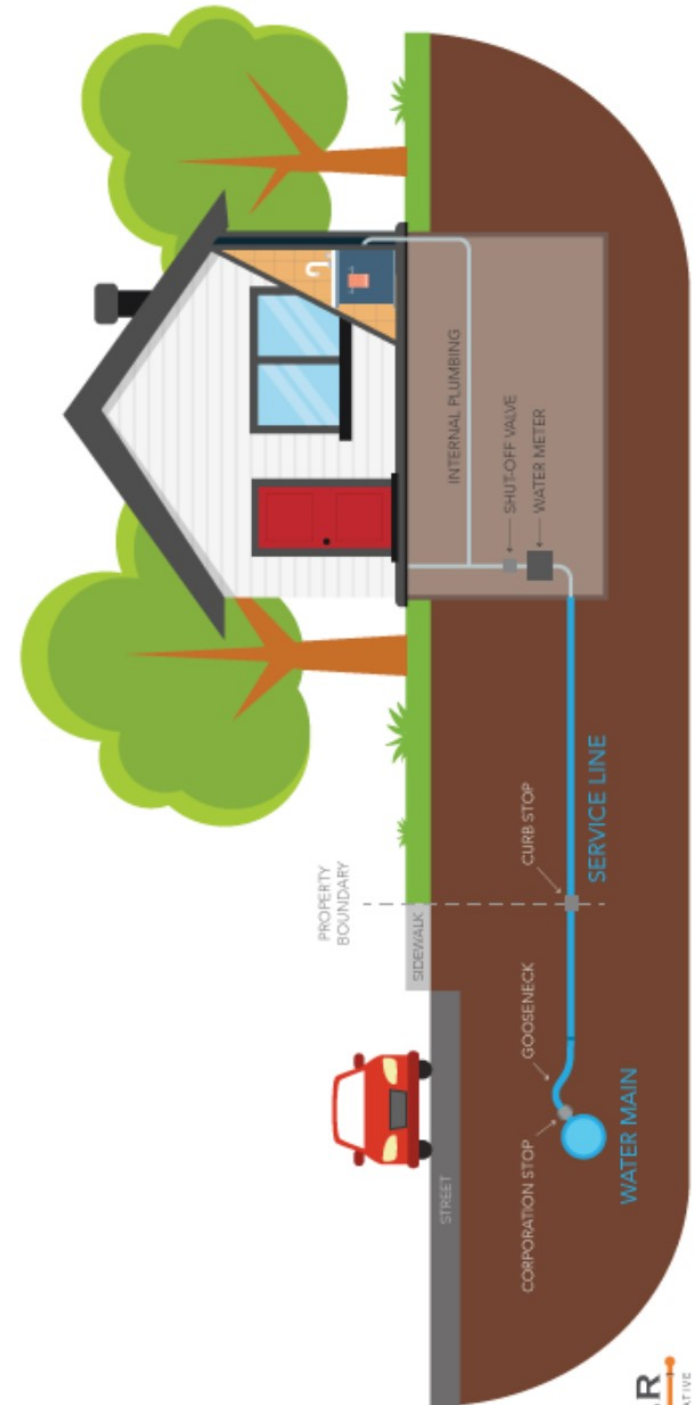 PROPERTY
BOUNDARY
STREET
SIDEWALK
INTERNAL PLUMBING
SHUT-OFF VALVE
WATER METER
CORPORATION STOP
GOOSENECK
CURB STOP
SERVICE LINE
WATER MAIN